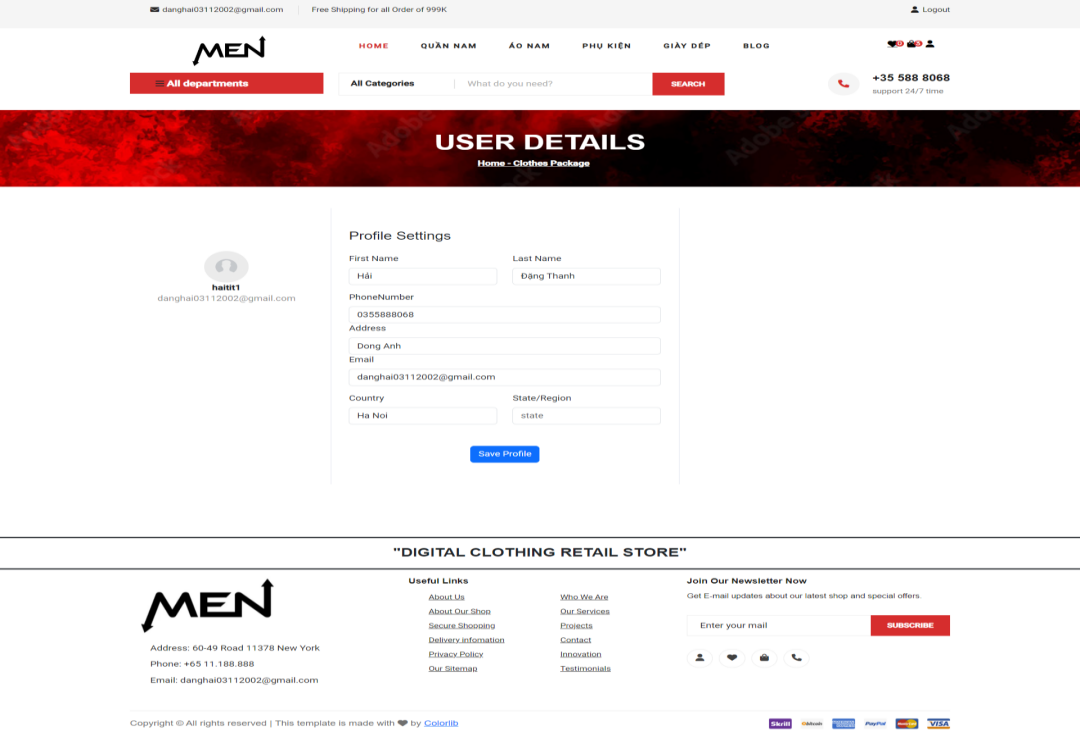 danghai03112002@gmail.com Free Shipping for all Order of 999K Logout
MEN HOME QUẦN NAM ÁO NAM PHỤ KIỆN GIÀY DÉP BLOG
All departments All Categories What do you need? SEARCH +35 588 8068
support 24/7 time
USER DETAILS
Home - Clothes Package
Profile Settings
First Name Last Name
Hải Đặng Thanh
haitit1
danghai03112002@gmail.com
PhoneNumber
0355888068
Address
Dong Anh
Email
danghai03112002@gmail.com
Country State/Region
Ha Noi state
Save Profile
"DIGITAL CLOTHING RETAIL STORE"
MEN
Address: 60-49 Road 11378 New York
Phone: +65 11.188.888
Email: danghai03112002@gmail.com
Useful Links
About Us Who We Are
About Our Shop Our Services
Secure Shopping Projects
Delivery infomation Contact
Privacy Policy Innovation
Our Sitemap Testimonials
Join Our Newsletter Now
Get E-mail updates about our latest shop and special offers.
Enter your mail SUBSCRIBE
Copyright © All rights reserved | This template is made with ❤ by Colorlib
Skrill PayPal VISA